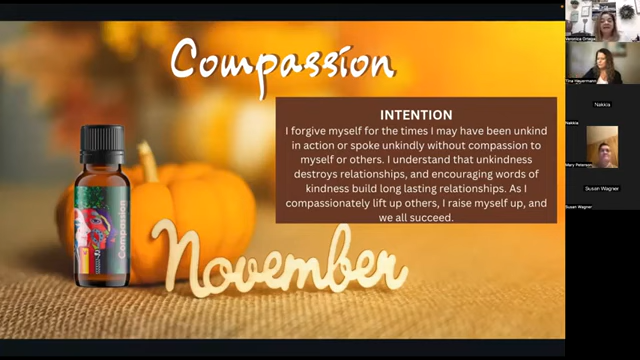 Compassion
INTENTION
I forgive myself for the times I may have been unkind
in action or spoke unkindly without compassion to
myself or others. I understand that unkindness
destroys relationships, and encouraging words of
kindness build long lasting relationships. As I
compassionately lift up others, I raise myself up, and
we all succeed.
Compassion
November
Veronica Ortega
Tina Heuermann
Nakkia
Nakkia
Mary Peterson
Susan Wagner
Susan Wagner